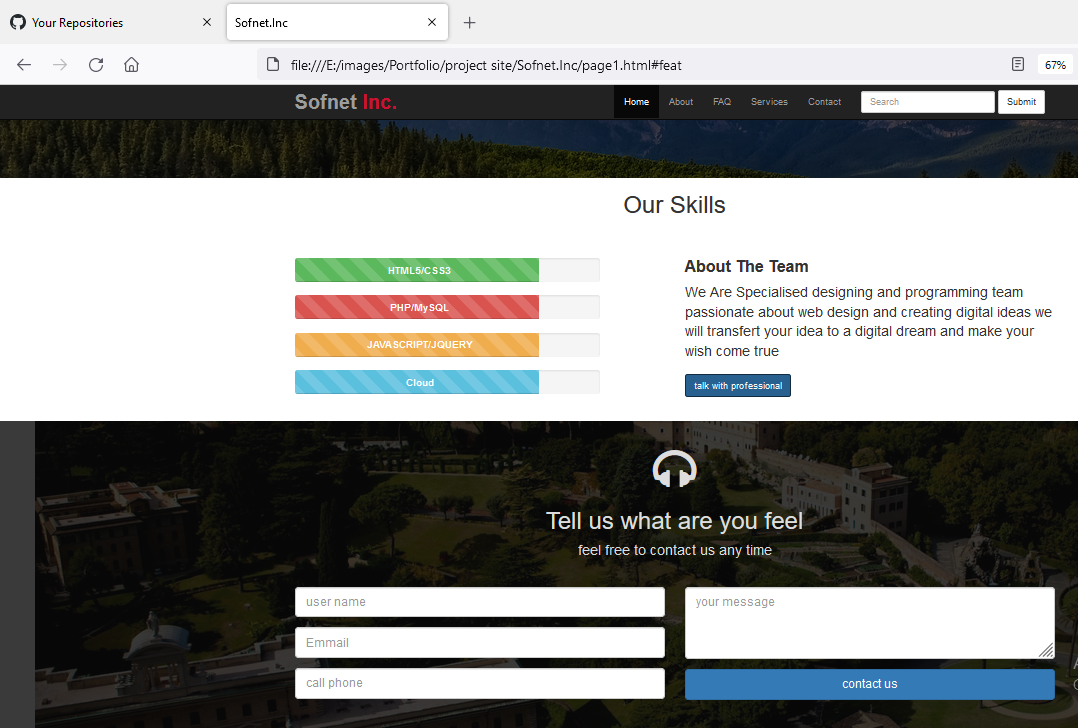 Your Repositories
Sofnet.Inc
file:///E:/images/Portfolio/project site/Sofnet.Inc/page1.html#feat
67%
Sofnet Inc.
Home About FAQ Services Contact Search Submit
Our Skills
HTML5/CSS3
PHP/MySQL
JAVASCRIPT/JQUERY
Cloud
About The Team
We Are Specialised designing and programming team
passionate about web design and creating digital ideas we
will transfert your idea to a digital dream and make your
wish come true
talk with professional
Tell us what are you feel
feel free to contact us any time
user name
Emmail
call phone
your message
contact us